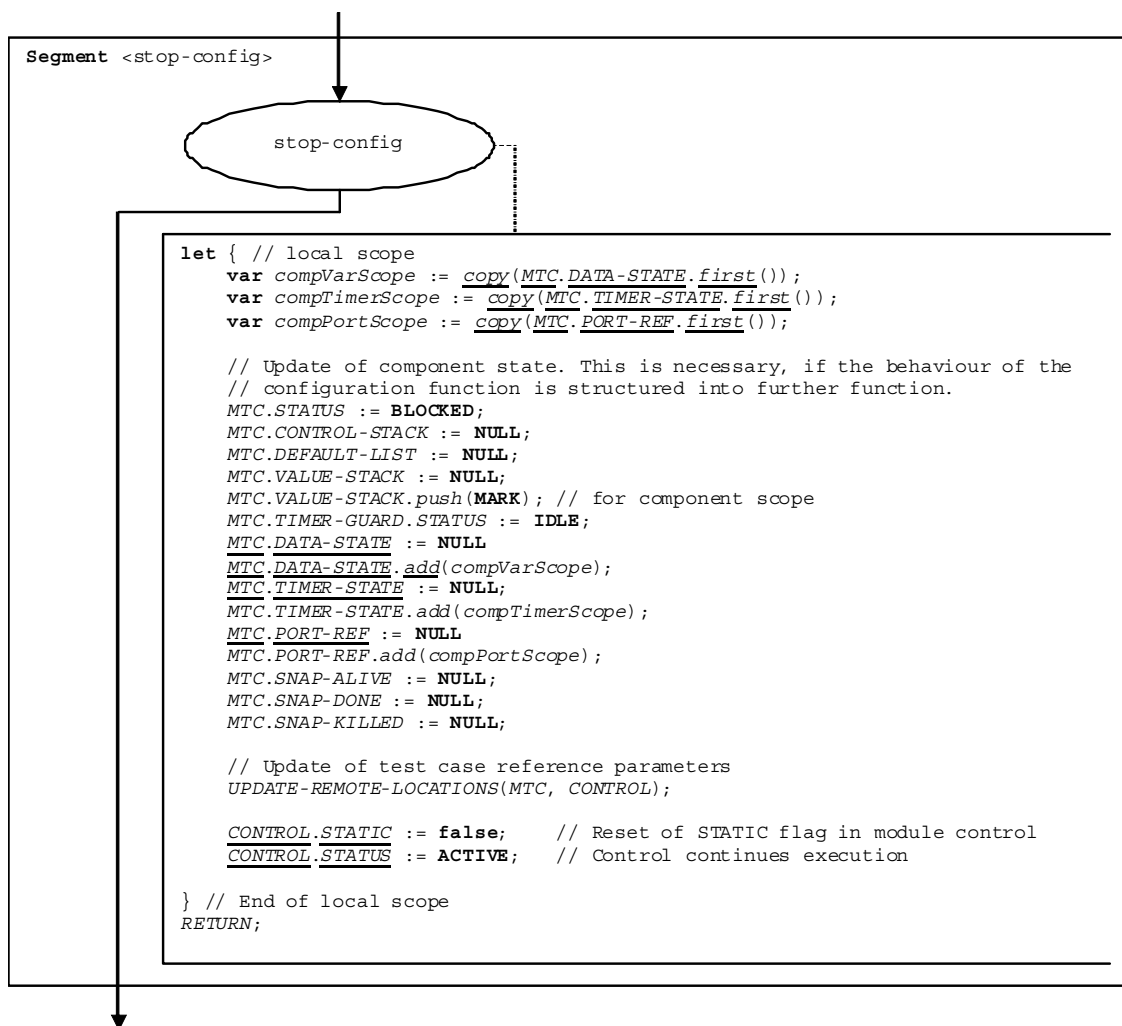 Segment <stop-config>
stop-config
let { // local scope
var compVarScope := copy(MTC.DATA-STATE.first());
var compTimerScope := copy(MTC.TIMER-STATE.first());
var compPortScope := copy(MTC.PORT-REF.first());
// Update of component state. This is necessary, if the behaviour of the
// configuration function is structured into further function.
MTC.STATUS := BLOCKED;
MTC.CONTROL-STACK := NULL;
MTC.DEFAULT-LIST := NULL;
MTC.VALUE-STACK := NULL;
MTC.VALUE-STACK.push(MARK); // for component scope
MTC.TIMER-GUARD.STATUS := IDLE;
MTC.DATA-STATE := NULL
MTC.DATA-STATE.add(compVarScope);
MTC.TIMER-STATE := NULL;
MTC.TIMER-STATE.add(compTimerScope);
MTC.PORT-REF := NULL
MTC.PORT-REF.add(compPortScope);
MTC.SNAP-ALIVE := NULL;
MTC.SNAP-DONE := NULL;
MTC.SNAP-KILLED := NULL;
// Update of test case reference parameters
UPDATE-REMOTE-LOCATIONS(MTC, CONTROL);
CONTROL.STATIC := false; // Reset of STATIC flag in module control
CONTROL.STATUS := ACTIVE; // Control continues execution
} // End of local scope
RETURN;